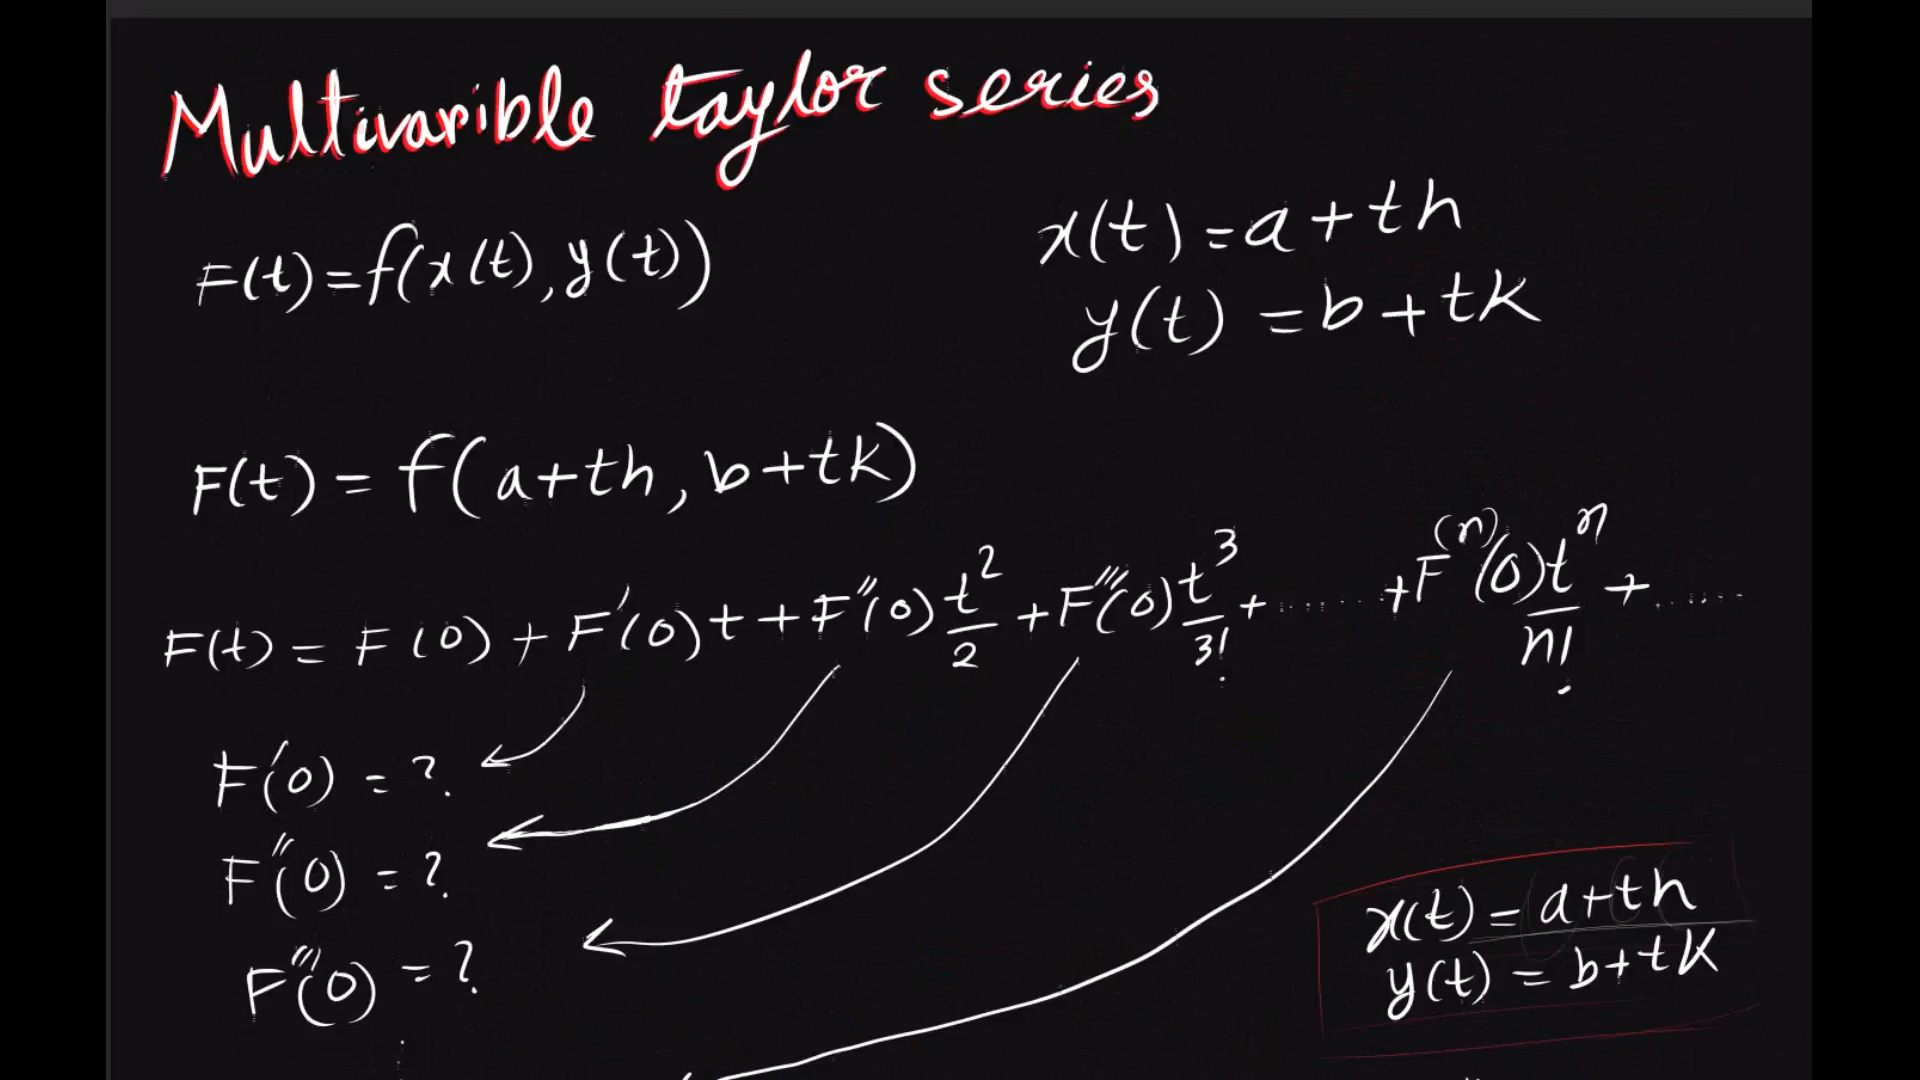 Multivarible taylor series
F(t)=f(x(t),y(t))
x(t)=a+th
y(t)=b+tk
F(t)=f(a+th,b+tk)
F(t)=F(0)+F'(0)t+F''(0)t²/2+F'''(0)t³/3!+.....+F⁽ⁿ⁾(0)tⁿ/n!+.....
F'(0)=?
F''(0)=?
F'''(0)=?
x(t)=a+th
y(t)=b+tk